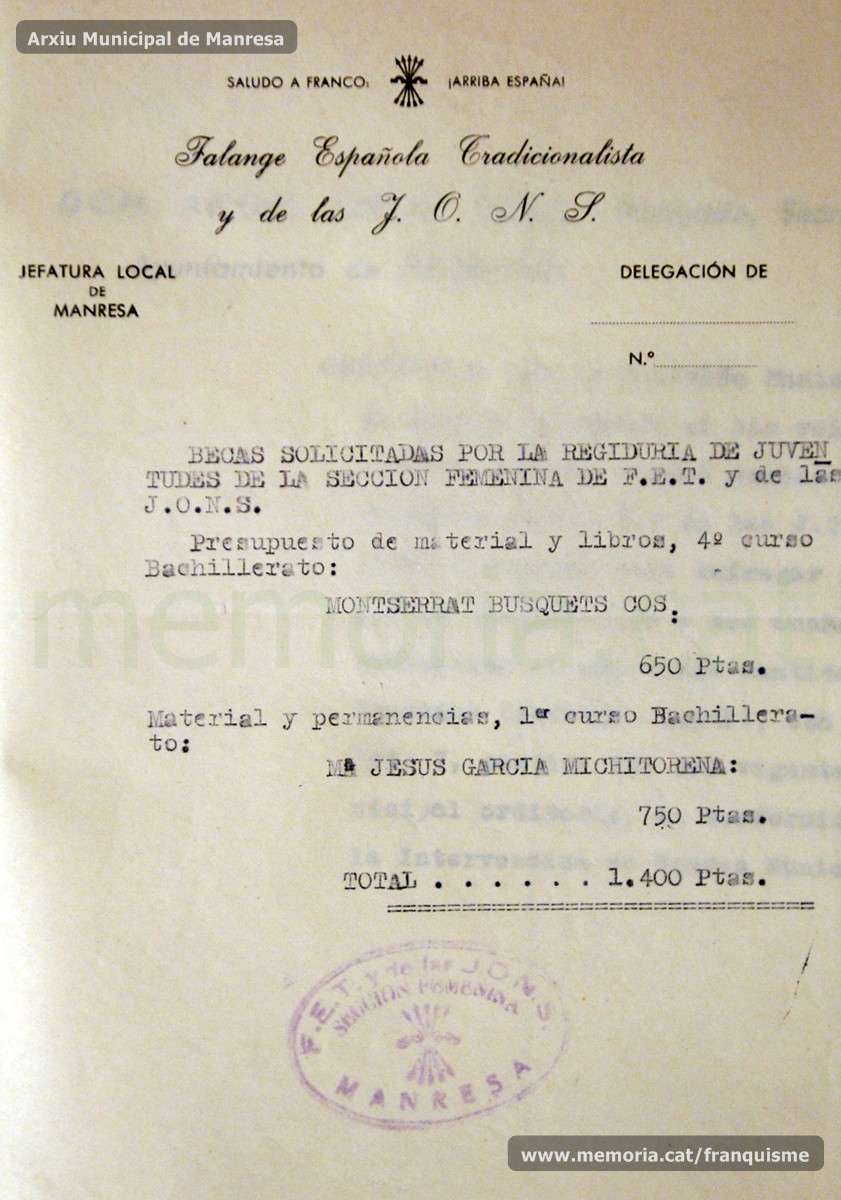 Arxiu Municipal de Manresa
SALUDO A FRANCO: ¡ARRIBA ESPAÑA!
Falange Española Tradicionalista
y de las J. O. N. S.
JEFATURA LOCAL
DE
MANRESA
DELEGACIÓN DE
N.º
BECAS SOLICITADAS POR LA REGIDURIA DE JUVEN
TUDES DE LA SECCION FEMENINA DE F.E.T. y de las
J.O.N.S.
Presupuesto de material y libros, 4º curso
Bachillerato:
memoria.cat
MONTSERRAT BUSQUETS COS:
650 Ptas.
Material y permanencias, 1er curso Bachillera-
to:
Mª JESUS GARCIA MICHITORENA:
750 Ptas.
TOTAL . . . . . . 1.400 Ptas.
F.E.T. y de las J.O.N.S.
SECCION FEMENINA
MANRESA
www.memoria.cat/franquisme